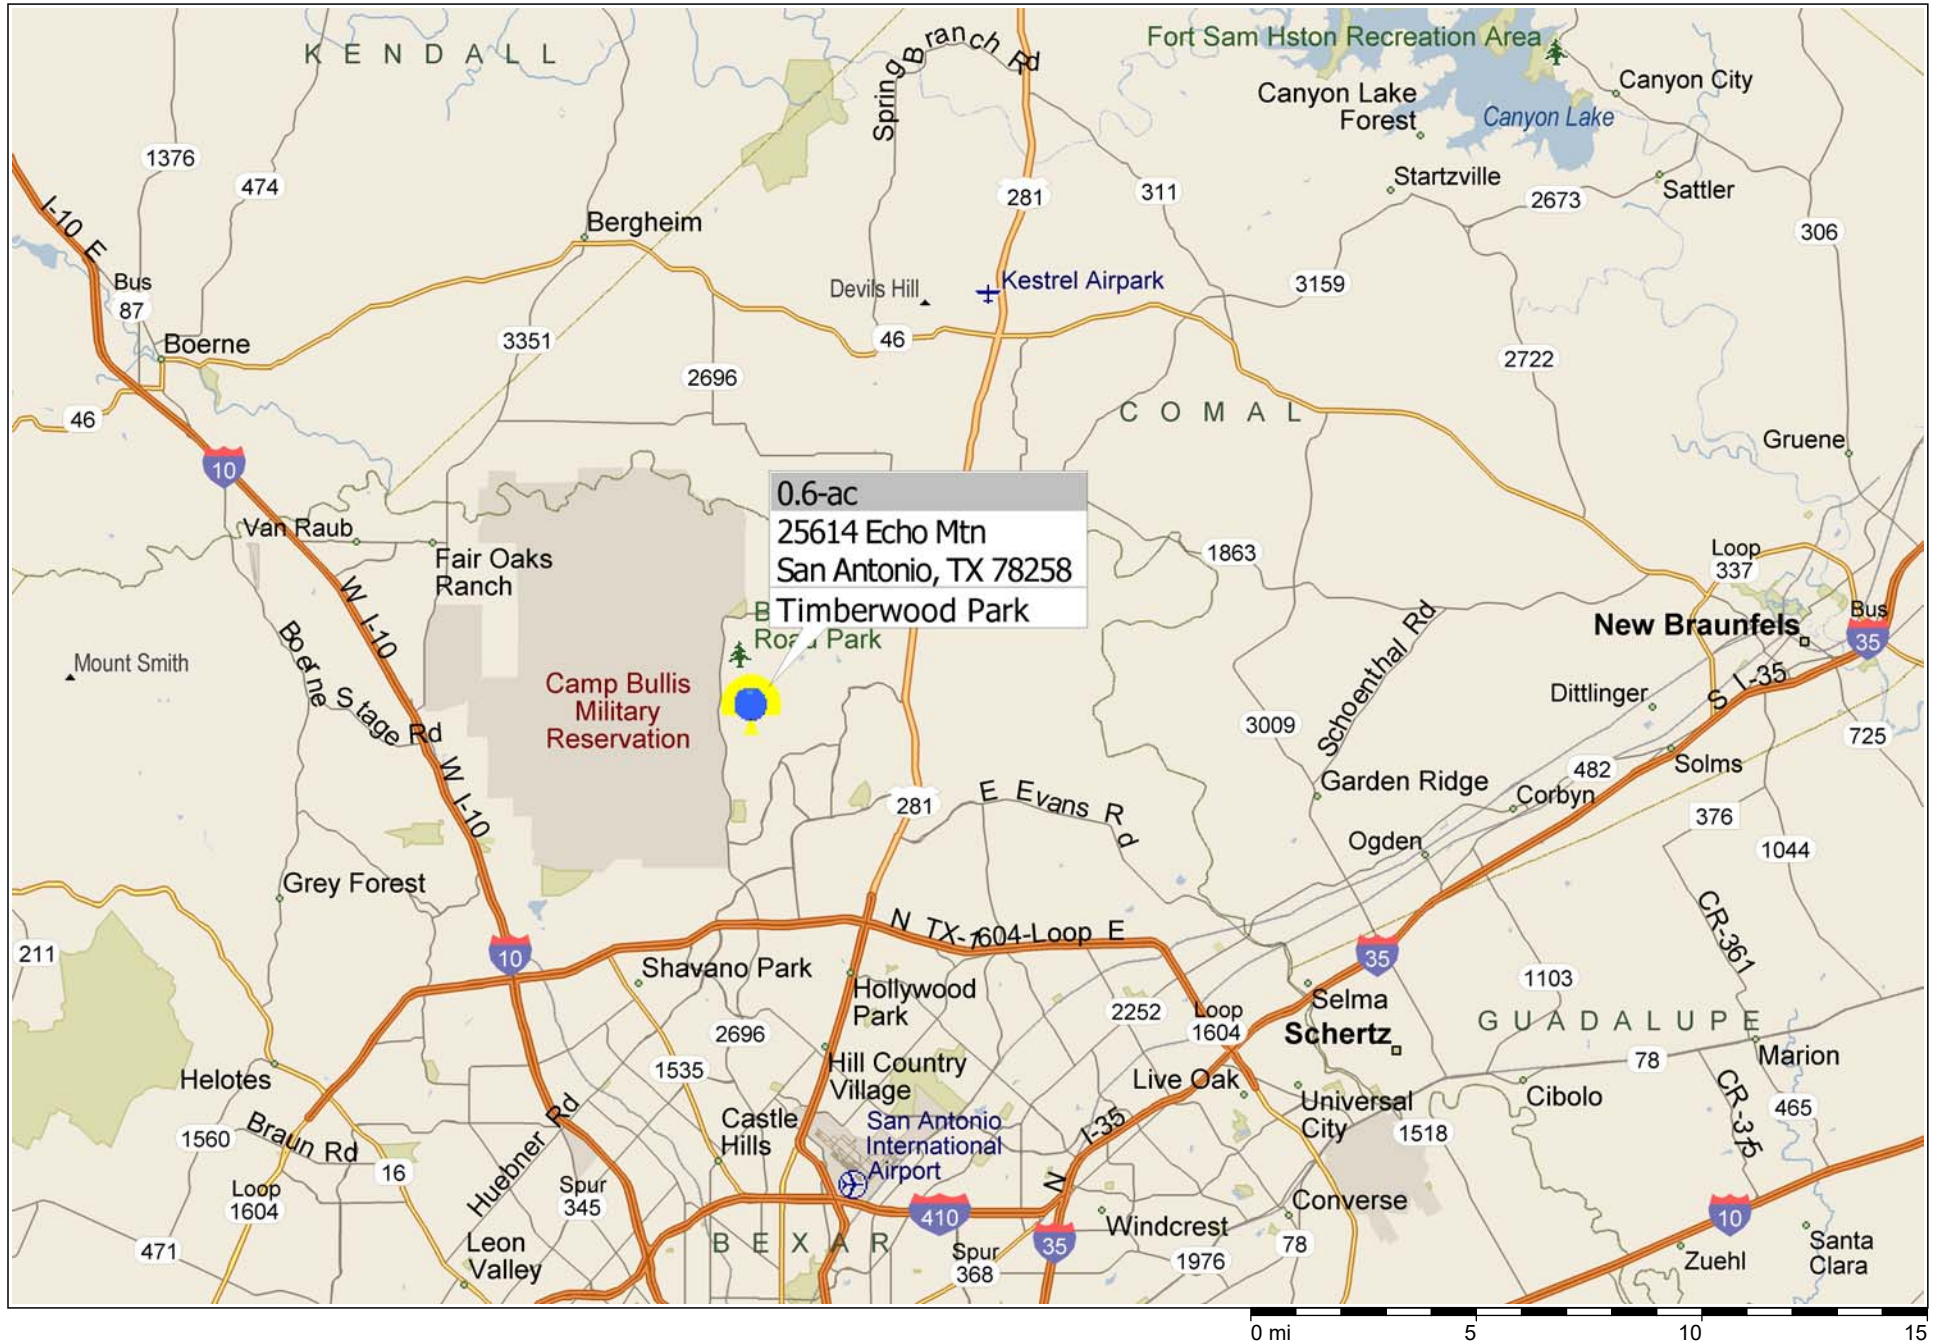 KENDALL
Spring Branch Rd
Fort Sam Hston Recreation Area
Canyon City
Canyon Lake
Forest
Canyon Lake
1376
474
281
311
Startzville
2673
Sattler
306
I-10 E
Bergheim
Bus
87
Devils Hill
Kestrel Airpark
3159
Boerne
3351
46
2722
2696
46
COMAL
Gruene
10
0.6-ac
25614 Echo Mtn
San Antonio, TX 78258
Timberwood Park
Van Raub
Fair Oaks
Ranch
1863
Loop
337
W I-10
B
Road Park
New Braunfels
Bus
35
Boerne Stage Rd
Mount Smith
Camp Bullis
Military
Reservation
Schoenthal Rd
Dittlinger
S I-35
3009
725
W I-10
482
Solms
Garden Ridge
Corbyn
281
E Evans Rd
376
Ogden
1044
Grey Forest
CR-361
N TX-1604-Loop E
211
10
35
Shavano Park
1103
Hollywood
Park
2252
Loop
1604
Selma
Schertz
GUADALUPE
2696
78
Marion
Hill Country
Village
1535
Helotes
Live Oak
Cibolo
Universal
City
CR-375
465
Castle
Hills
San Antonio
International
Airport
I-35
N
1518
1560
Braun Rd
Huebner Rd
16
Loop
1604
Spur
345
410
Converse
10
Windcrest
471
Leon
Valley
BEXAR
Spur
368
35
1976
78
Zuehl
Santa
Clara
0 mi
5
10
15